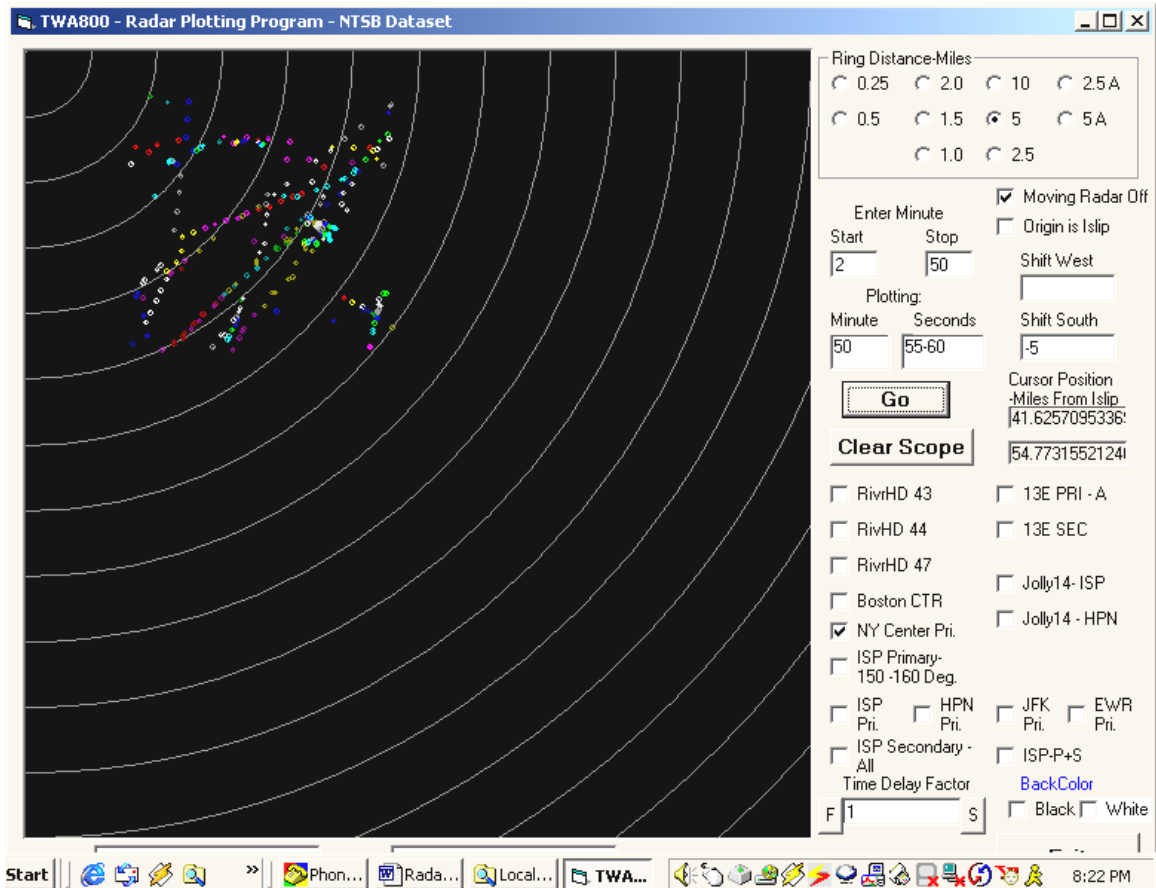 TWA800 - Radar Plotting Program - NTSB Dataset
Ring Distance-Miles
0.25 2.0 10 2.5 A
0.5 1.5 5 5 A
1.0 2.5
Moving Radar Off
Enter Minute
Origin is Islip
Start Stop
Shift West
2 50
Plotting:
Minute Seconds
Shift South
50 55-60
-5
Cursor Position
-Miles From Islip
Go
41.6257095336
Clear Scope
54.773155212
RivrHD 43 13E PRI - A
RivHD 44 13E SEC
RivrHD 47
Jolly14- ISP
Boston CTR
Jolly14 - HPN
NY Center Pri.
ISP Primary-
150 -160 Deg.
ISP Pri. HPN Pri. JFK Pri. EWR Pri.
ISP Secondary - All
ISP-P+S
Time Delay Factor
BackColor
F 1 S
Black White
Start » Phon... Rada... Local... TWA... 8:22 PM